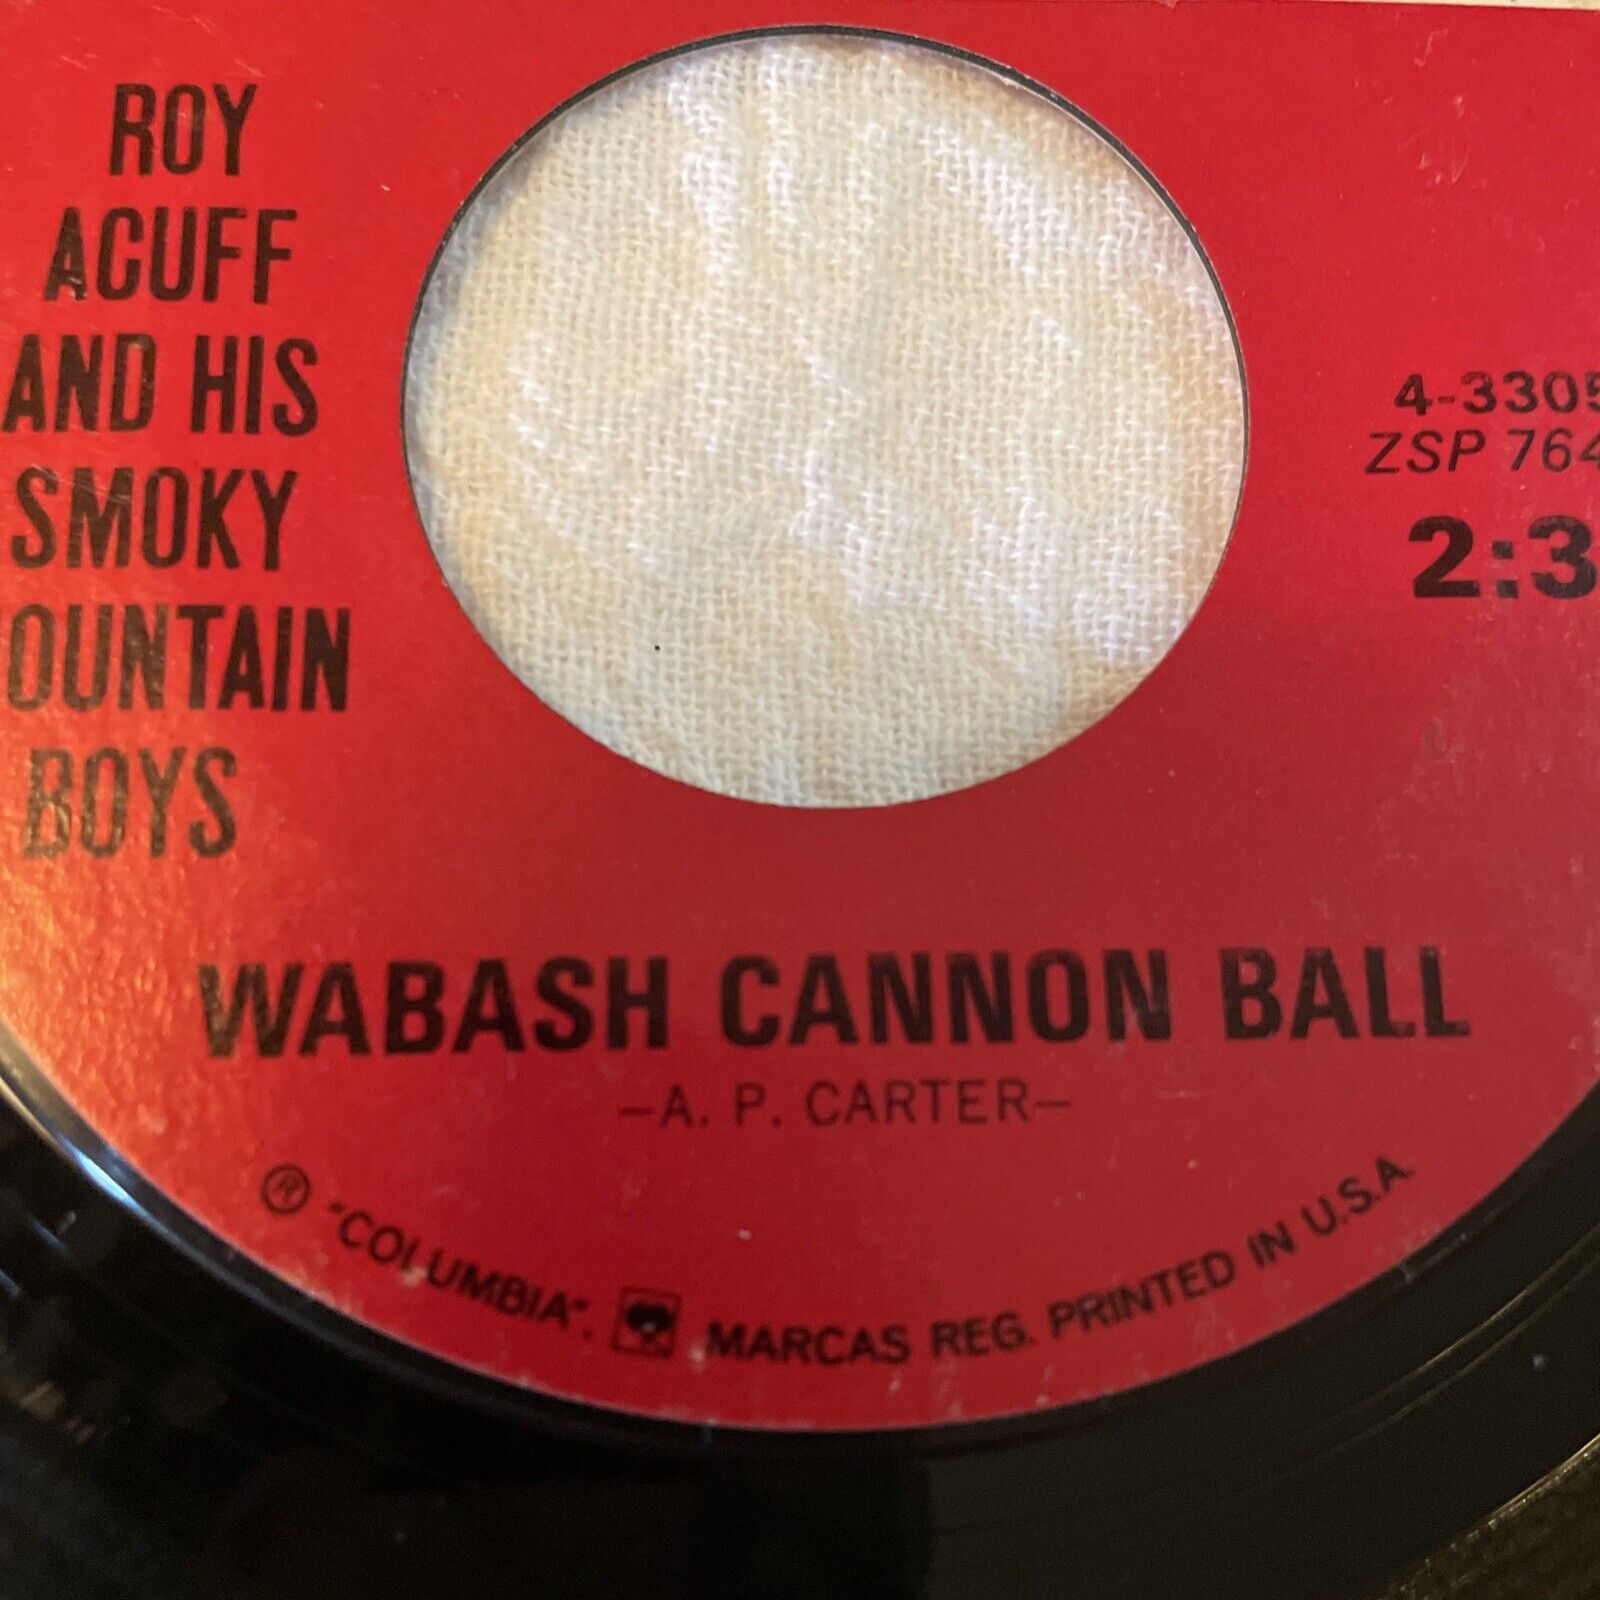 ROY
ACUFF
AND HIS
SMOKY
OUNTAIN
BOYS
4-3305
ZSP 764
2:3
WABASH CANNON BALL
—A. P. CARTER—
® "COLUMBIA", MARCAS REG. PRINTED IN U.S.A.